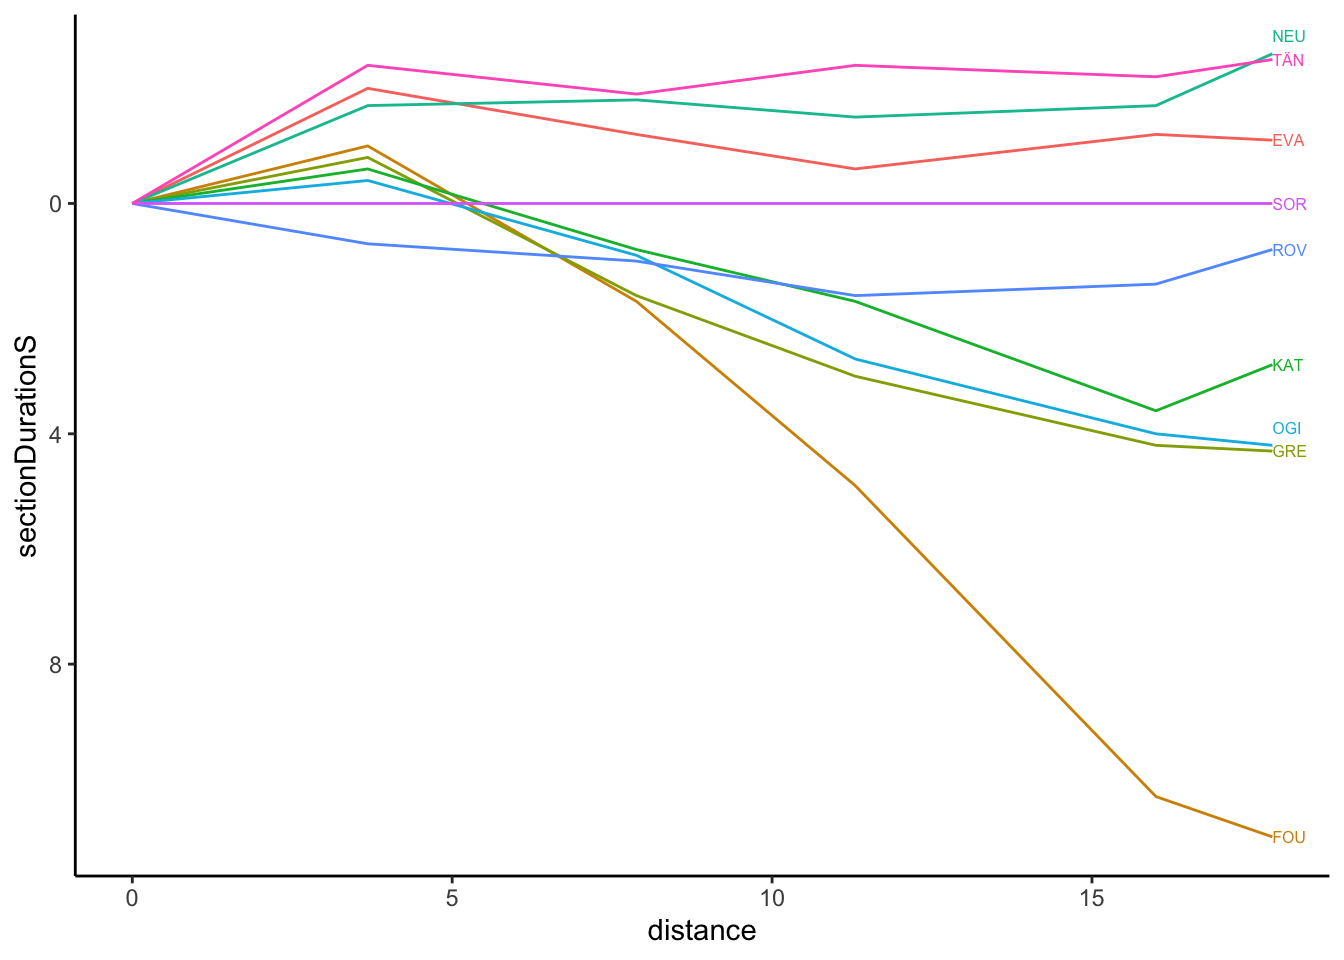 NEU
TÄN
EVA
SOR
ROV
KAT
OGI
GRE
FOU
0
4
8
sectionDurationS
0 5 10 15
distance